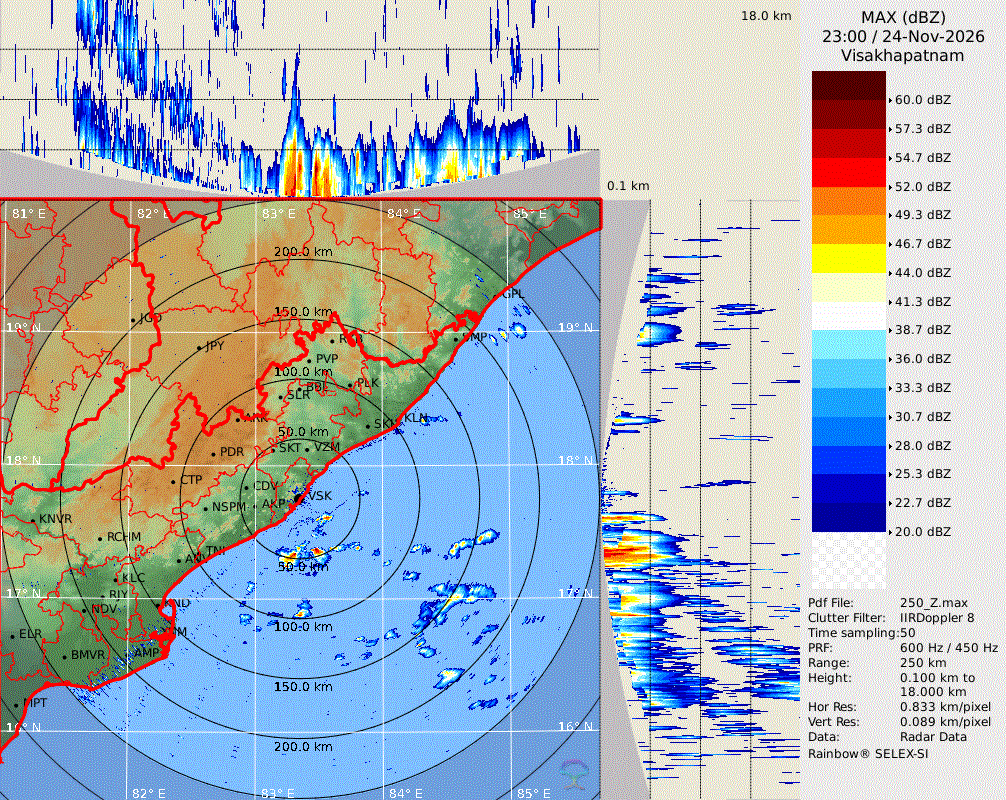 18.0 km
MAX (dBZ)
23:00 / 24-Nov-2026
Visakhapatnam
60.0 dBZ
57.3 dBZ
54.7 dBZ
52.0 dBZ
49.3 dBZ
46.7 dBZ
44.0 dBZ
41.3 dBZ
38.7 dBZ
36.0 dBZ
33.3 dBZ
30.7 dBZ
28.0 dBZ
25.3 dBZ
22.7 dBZ
20.0 dBZ
0.1 km
81° E
82° E
83° E
84° E
85° E
200.0 km
GPL
150.0 km
JGD
19° N
JPY
PVP
100.0 km
BBL
PLK
SLR
KLN
50.0 km
SKT
VZM
PDR
18° N
CTP
CDV
VSK
NSPM
AKP
KNVR
RCHM
TNI
50.0 km
KLC
RJY
17° N
NDV
KND
100.0 km
ELR
BMVR
AMP
150.0 km
MPT
16° N
16° N
200.0 km
82° E
83° E
84° E
85° E
Pdf File: 250_Z.max
Clutter Filter: IIRDoppler 8
Time sampling:50
PRF: 600 Hz / 450 Hz
Range: 250 km
Height: 0.100 km to
18.000 km
Hor Res: 0.833 km/pixel
Vert Res: 0.089 km/pixel
Data: Radar Data
Rainbow® SELEX-SI